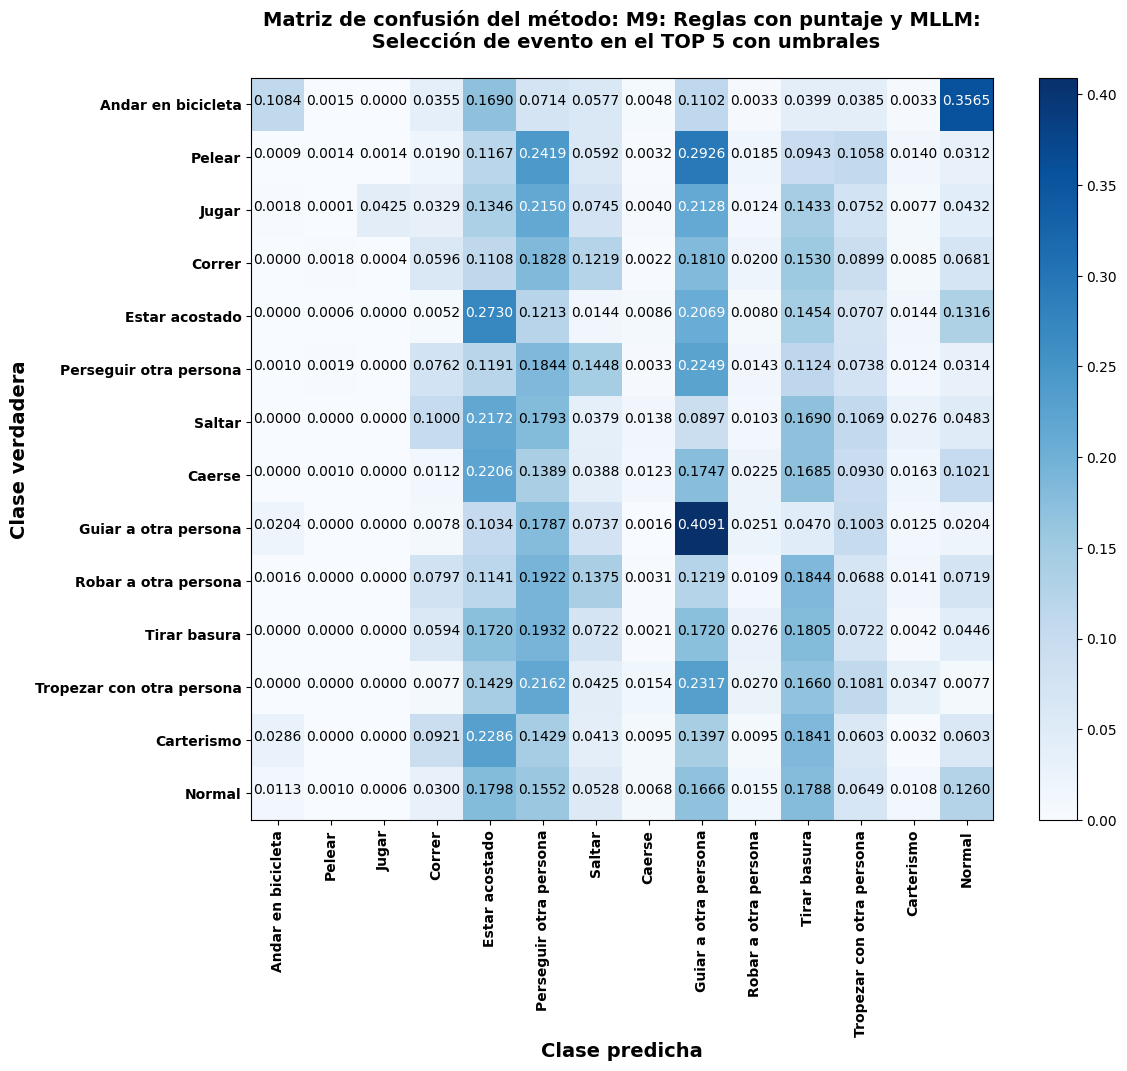 Matriz de confusión del método: M9: Reglas con puntaje y MLLM:
Selección de evento en el TOP 5 con umbrales
Clase verdadera
Andar en bicicleta 0.1084 0.0015 0.0000 0.0355 0.1690 0.0714 0.0577 0.0048 0.1102 0.0033 0.0399 0.0385 0.0033 0.3565
Pelear 0.0009 0.0014 0.0014 0.0190 0.1167 0.2419 0.0592 0.0032 0.2926 0.0185 0.0943 0.1058 0.0140 0.0312
Jugar 0.0018 0.0001 0.0425 0.0329 0.1346 0.2150 0.0745 0.0040 0.2128 0.0124 0.1433 0.0752 0.0077 0.0432
Correr 0.0000 0.0018 0.0004 0.0596 0.1108 0.1828 0.1219 0.0022 0.1810 0.0200 0.1530 0.0899 0.0085 0.0681
Estar acostado 0.0000 0.0006 0.0000 0.0052 0.2730 0.1213 0.0144 0.0086 0.2069 0.0080 0.1454 0.0707 0.0144 0.1316
Perseguir otra persona 0.0010 0.0019 0.0000 0.0762 0.1191 0.1844 0.1448 0.0033 0.2249 0.0143 0.1124 0.0738 0.0124 0.0314
Saltar 0.0000 0.0000 0.0000 0.1000 0.2172 0.1793 0.0379 0.0138 0.0897 0.0103 0.1690 0.1069 0.0276 0.0483
Caerse 0.0000 0.0010 0.0000 0.0112 0.2206 0.1389 0.0388 0.0123 0.1747 0.0225 0.1685 0.0930 0.0163 0.1021
Guiar a otra persona 0.0204 0.0000 0.0000 0.0078 0.1034 0.1787 0.0737 0.0016 0.4091 0.0251 0.0470 0.1003 0.0125 0.0204
Robar a otra persona 0.0016 0.0000 0.0000 0.0797 0.1141 0.1922 0.1375 0.0031 0.1219 0.0109 0.1844 0.0688 0.0141 0.0719
Tirar basura 0.0000 0.0000 0.0000 0.0594 0.1720 0.1932 0.0722 0.0021 0.1720 0.0276 0.1805 0.0722 0.0042 0.0446
Tropezar con otra persona 0.0000 0.0000 0.0000 0.0077 0.1429 0.2162 0.0425 0.0154 0.2317 0.0270 0.1660 0.1081 0.0347 0.0077
Carterismo 0.0286 0.0000 0.0000 0.0921 0.2286 0.1429 0.0413 0.0095 0.1397 0.0095 0.1841 0.0603 0.0032 0.0603
Normal 0.0113 0.0010 0.0006 0.0300 0.1798 0.1552 0.0528 0.0068 0.1666 0.0155 0.1788 0.0649 0.0108 0.1260
Andar en bicicleta
Pelear
Jugar
Correr
Estar acostado
Perseguir otra persona
Saltar
Caerse
Guiar a otra persona
Robar a otra persona
Tirar basura
Tropezar con otra persona
Carterismo
Normal
Clase predicha
0.40
0.35
0.30
0.25
0.20
0.15
0.10
0.05
0.00